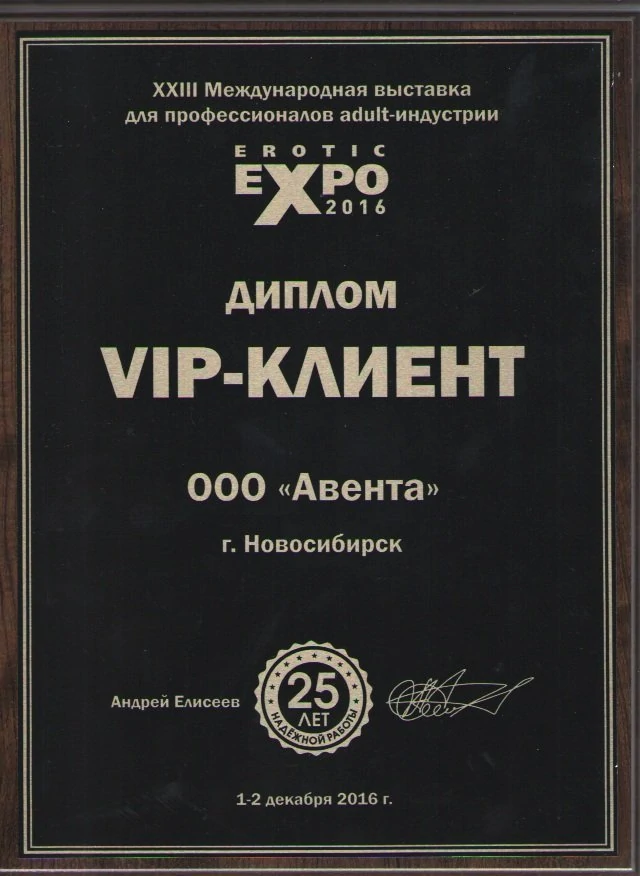 XXIII Международная выставка
для профессионалов adult-индустрии
EROTIC
EXPO
2016
ДИПЛОМ
VIP-КЛИЕНТ
ООО «Авента»
г. Новосибирск
Андрей Елисеев
25
ЛЕТ
НАДЁЖНОЙ РАБОТЫ
1-2 декабря 2016 г.